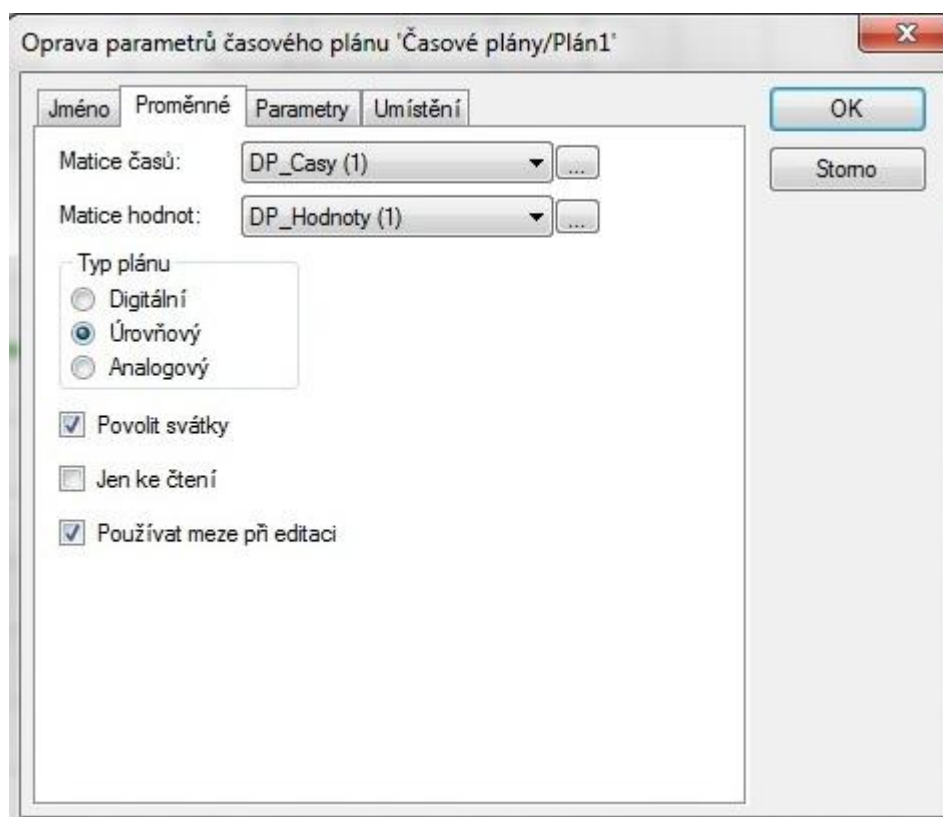 Oprava parametrů časového plánu 'Časové plány/Plán1'
Jméno Proměnné Parametry Umístění
OK
Matice časů: DP_Casy (1) ...
Storno
Matice hodnot: DP_Hodnoty (1) ...
Typ plánu
Digitální
Úrovňový
Analogový
Povolit svátky
Jen ke čtení
Používat meze při editaci